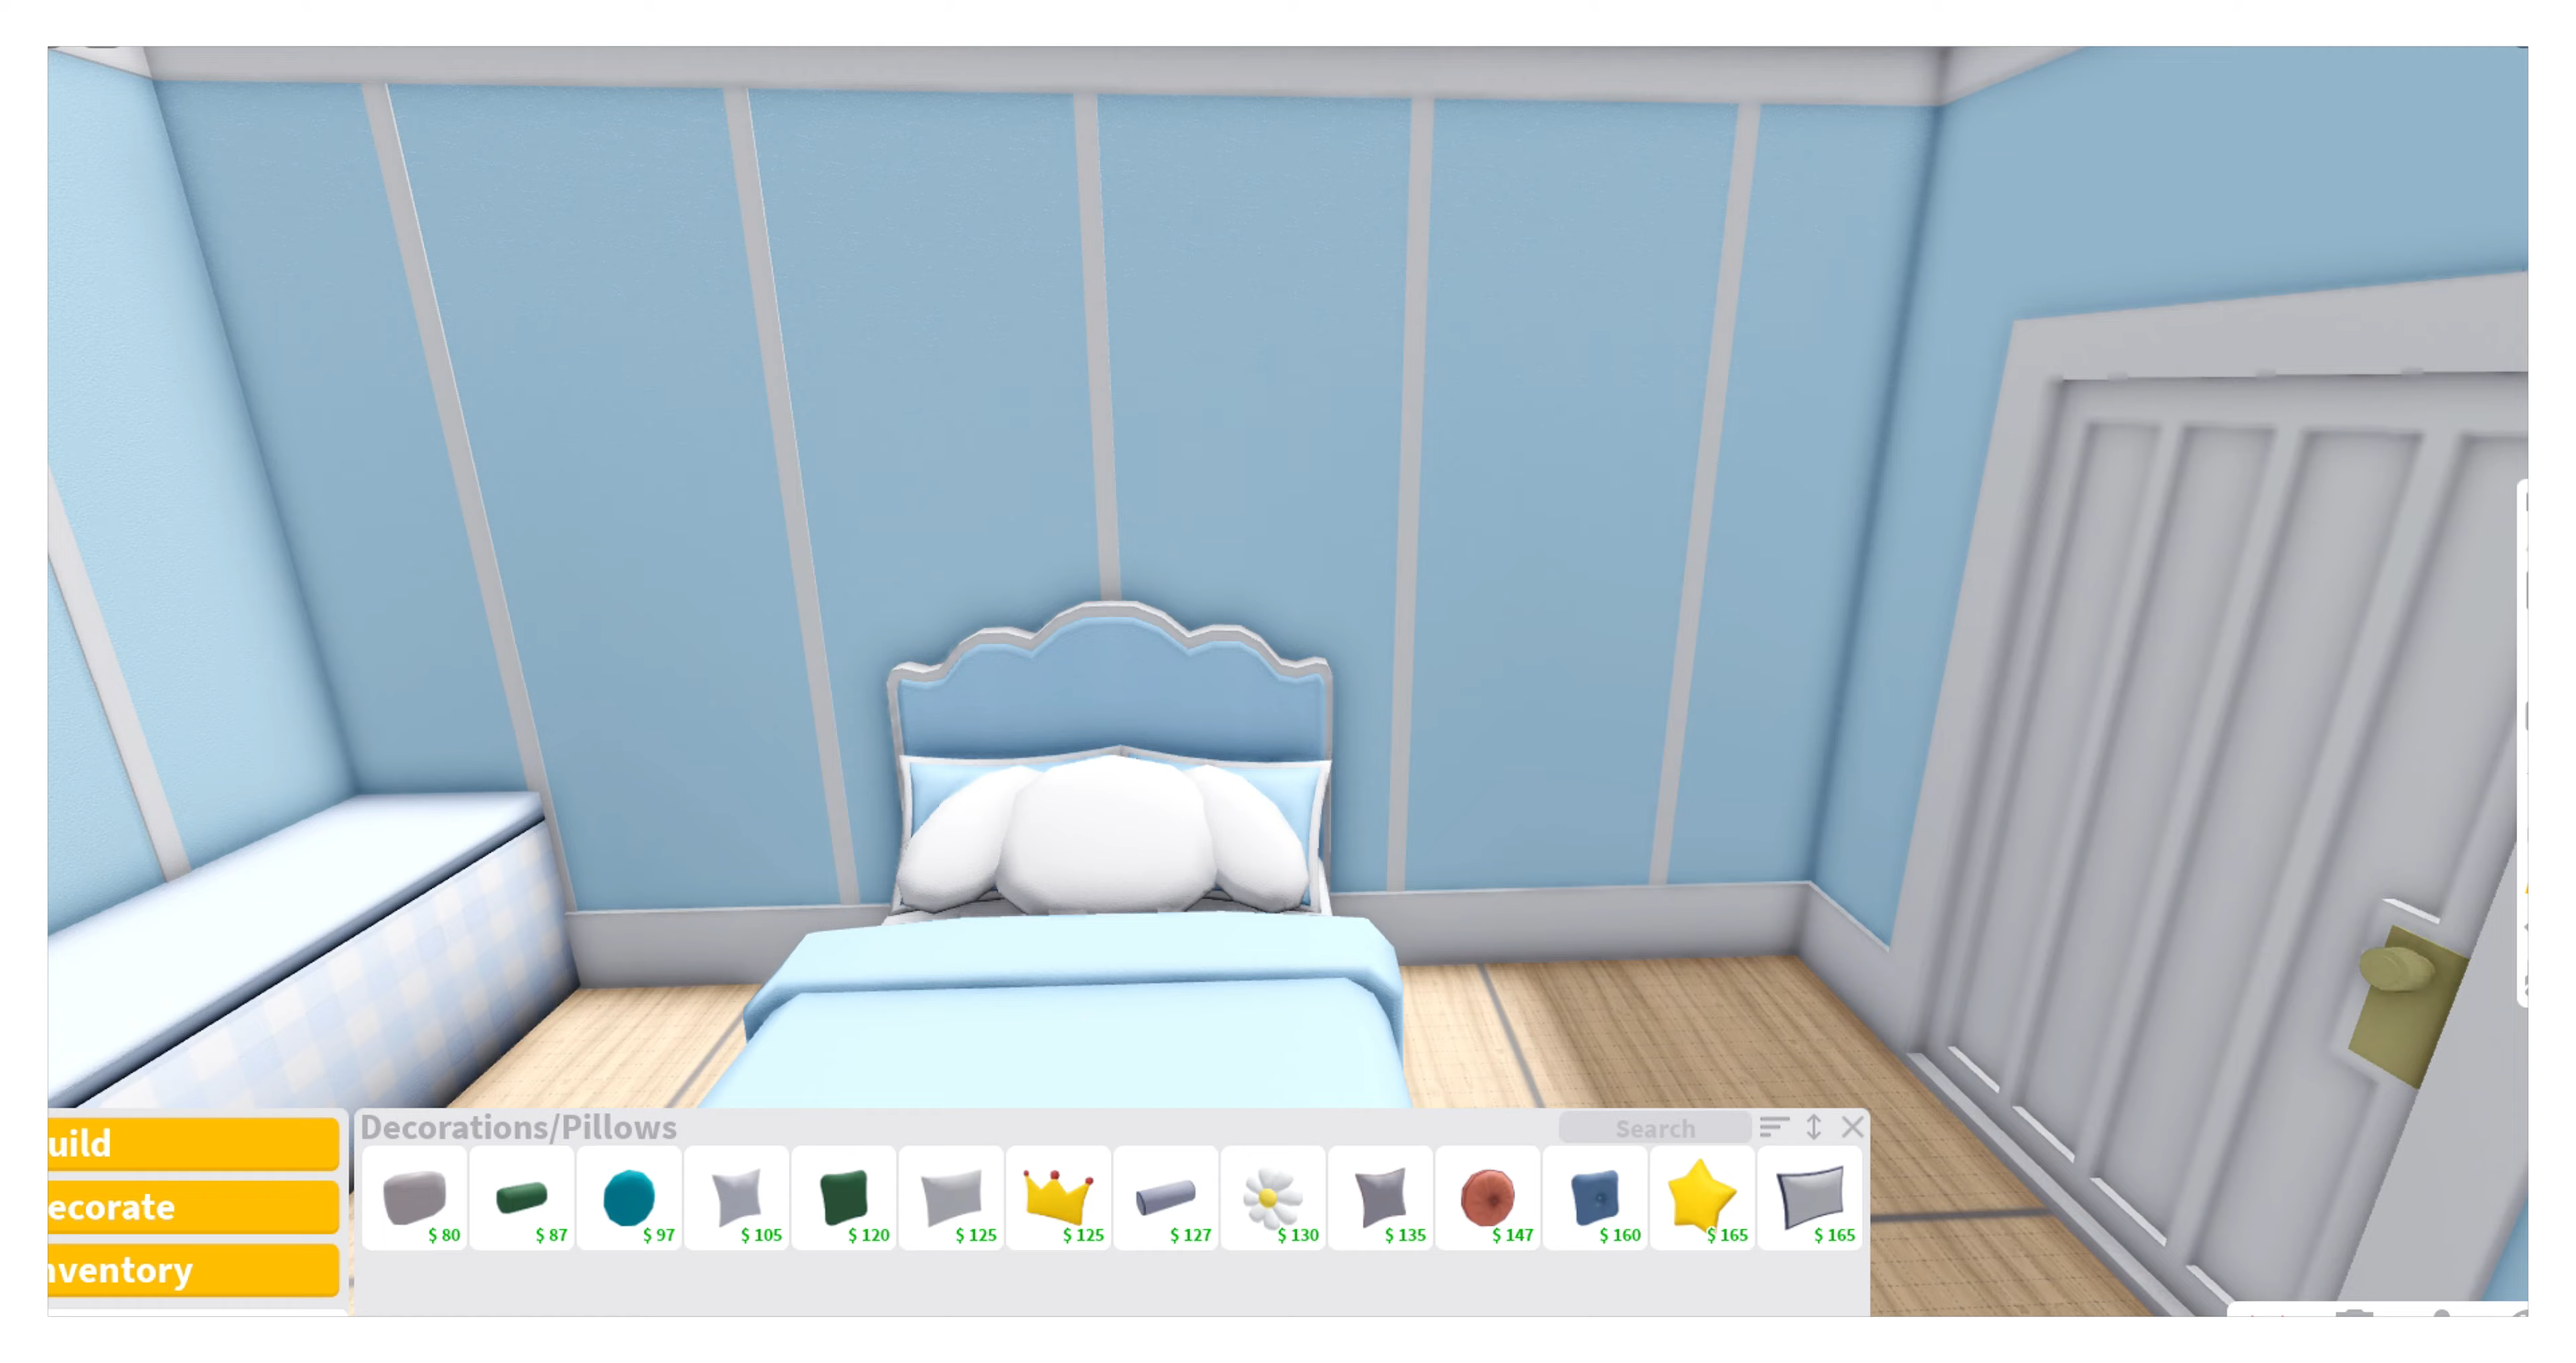 uild
ecorate
nventory
Decorations/Pillows
Search
$ 80
$ 87
$ 97
$ 105
$ 120
$ 125
$ 125
$ 127
$ 130
$ 135
$ 147
$ 160
$ 165
$ 165